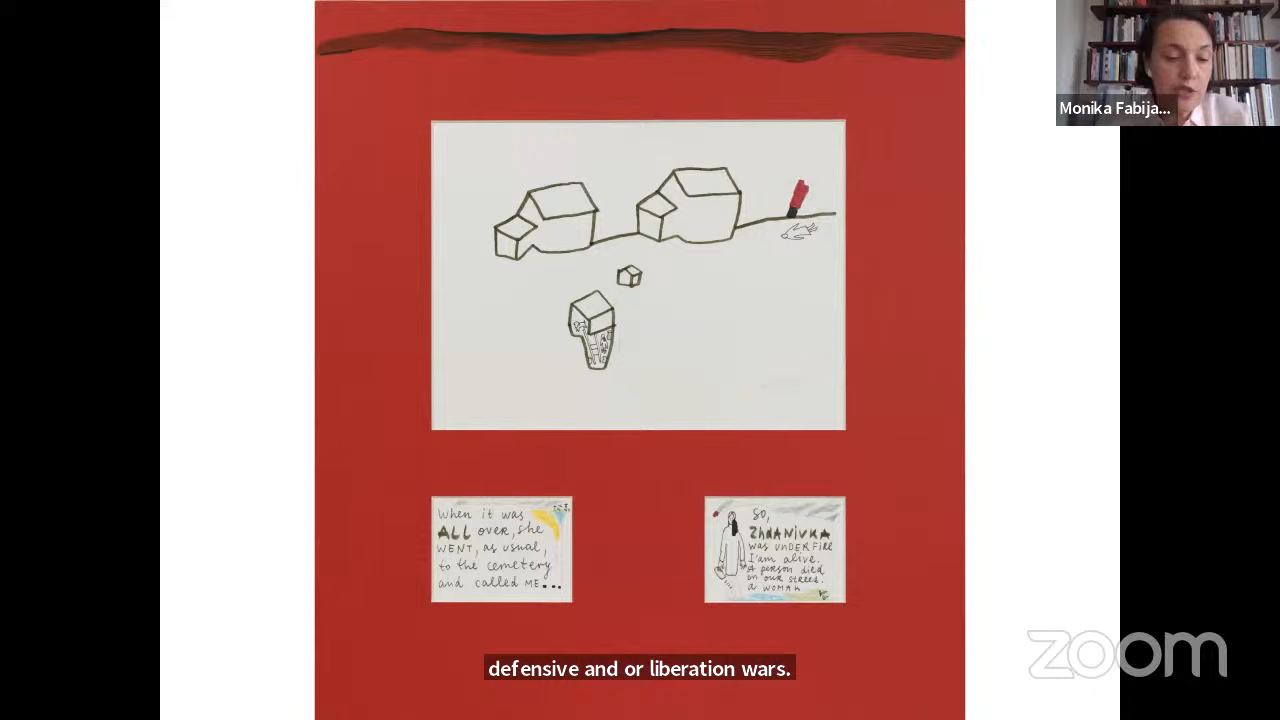 Monika Fabija...
When it was
ALL over, she
WENT, as usual,
to the cemetery
and called ME...
So,
ZhdANivKA
was UNDER FiRE
I'am alive.
A person died
on our street.
a WOMAN
defensive and or liberation wars.
zoom